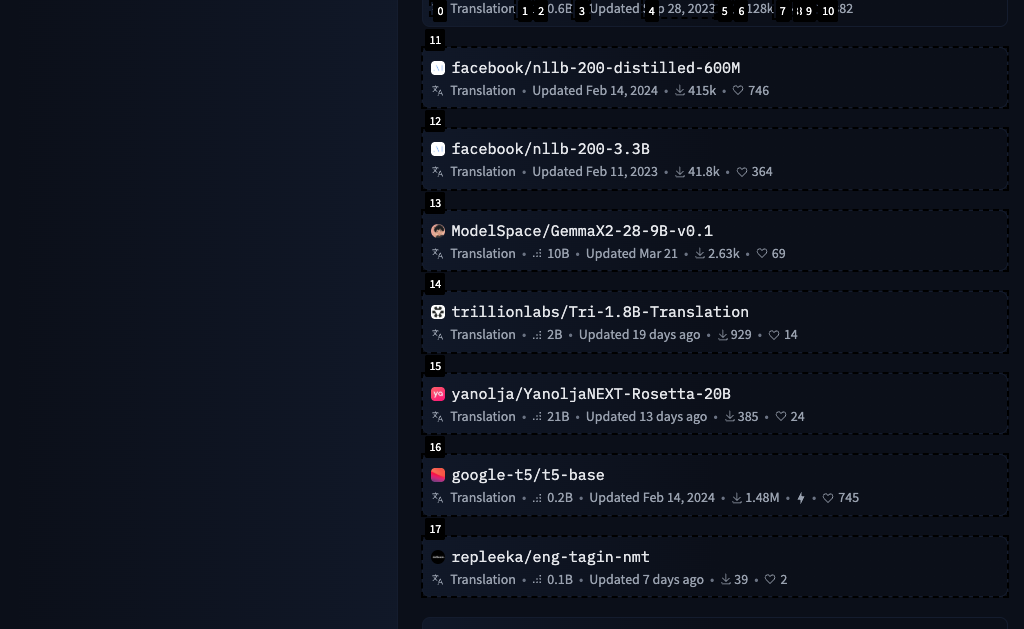 Translation • 0.6B Updated Sep 28, 2023 128k 82
0 1 2 3 4 5 6 7 8 9 10
11
facebook/nllb-200-distilled-600M
Translation • Updated Feb 14, 2024 • 415k • 746
12
facebook/nllb-200-3.3B
Translation • Updated Feb 11, 2023 • 41.8k • 364
13
ModelSpace/GemmaX2-28-9B-v0.1
Translation • 10B • Updated Mar 21 • 2.63k • 69
14
trillionlabs/Tri-1.8B-Translation
Translation • 2B • Updated 19 days ago • 929 • 14
15
yanolja/YanoljaNEXT-Rosetta-20B
Translation • 21B • Updated 13 days ago • 385 • 24
16
google-t5/t5-base
Translation • 0.2B • Updated Feb 14, 2024 • 1.48M • 745
17
repleeka/eng-tagin-nmt
Translation • 0.1B • Updated 7 days ago • 39 • 2